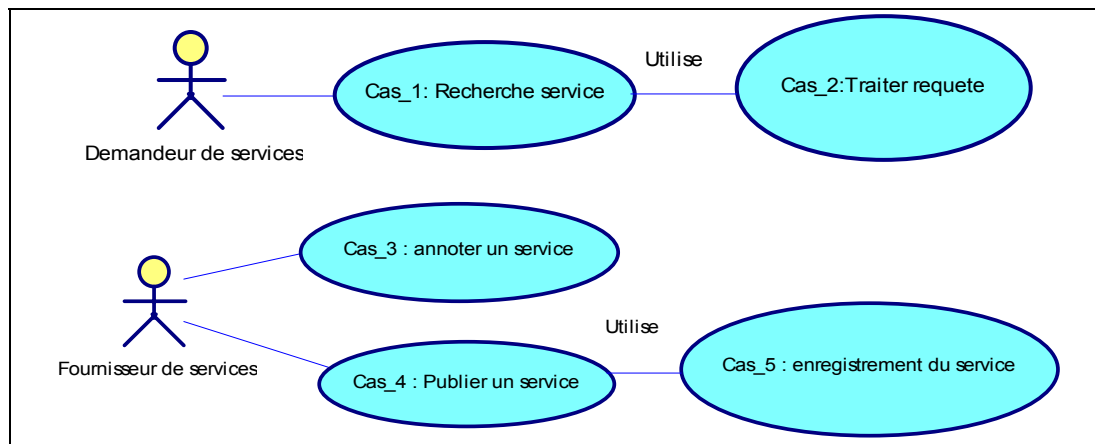 Utilise
Cas_1: Recherche service
Cas_2:Traiter requete
Demandeur de services
Cas_3 : annoter un service
Utilise
Fournisseur de services
Cas_4 : Publier un service
Cas_5 : enregistrement du service